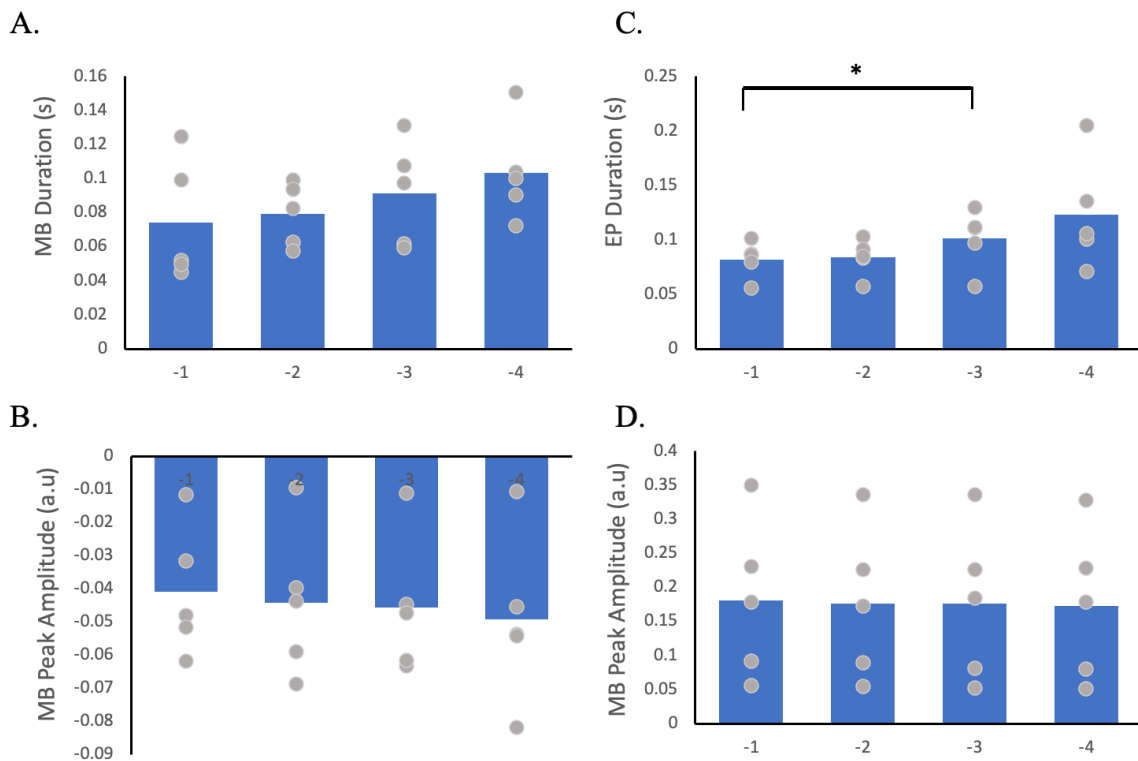 A.
MB Duration (s)
0.16
0.14
0.12
0.1
0.08
0.06
0.04
0.02
0
-1 -2 -3 -4
C.
EP Duration (s)
0.25
0.2
0.15
0.1
0.05
0
*
-1 -2 -3 -4
B.
MB Peak Amplitude (a.u)
0
-0.01
-0.02
-0.03
-0.04
-0.05
-0.06
-0.07
-0.08
-0.09
-1 -2 -3 -4
D.
MB Peak Amplitude (a.u)
0.4
0.35
0.3
0.25
0.2
0.15
0.1
0.05
0
-1 -2 -3 -4